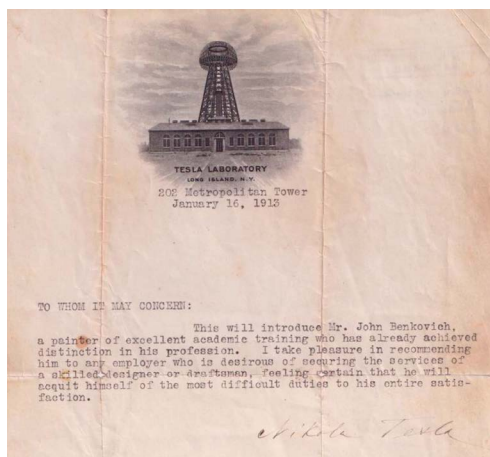 TESLA LABORATORY
LONG ISLAND, N.Y.
202 Metropolitan Tower
January 16, 1913
TO WHOM IT MAY CONCERN:
This will introduce Mr. John Benkovich,
a painter of excellent academic training who has already achieved
distinction in his profession. I take pleasure in recommending
him to any employer who is desirous of securing the services of
a skilled designer or draftsman, feeling certain that he will
acquit himself of the most difficult duties to his entire satis-
faction.
Nikola Tesla